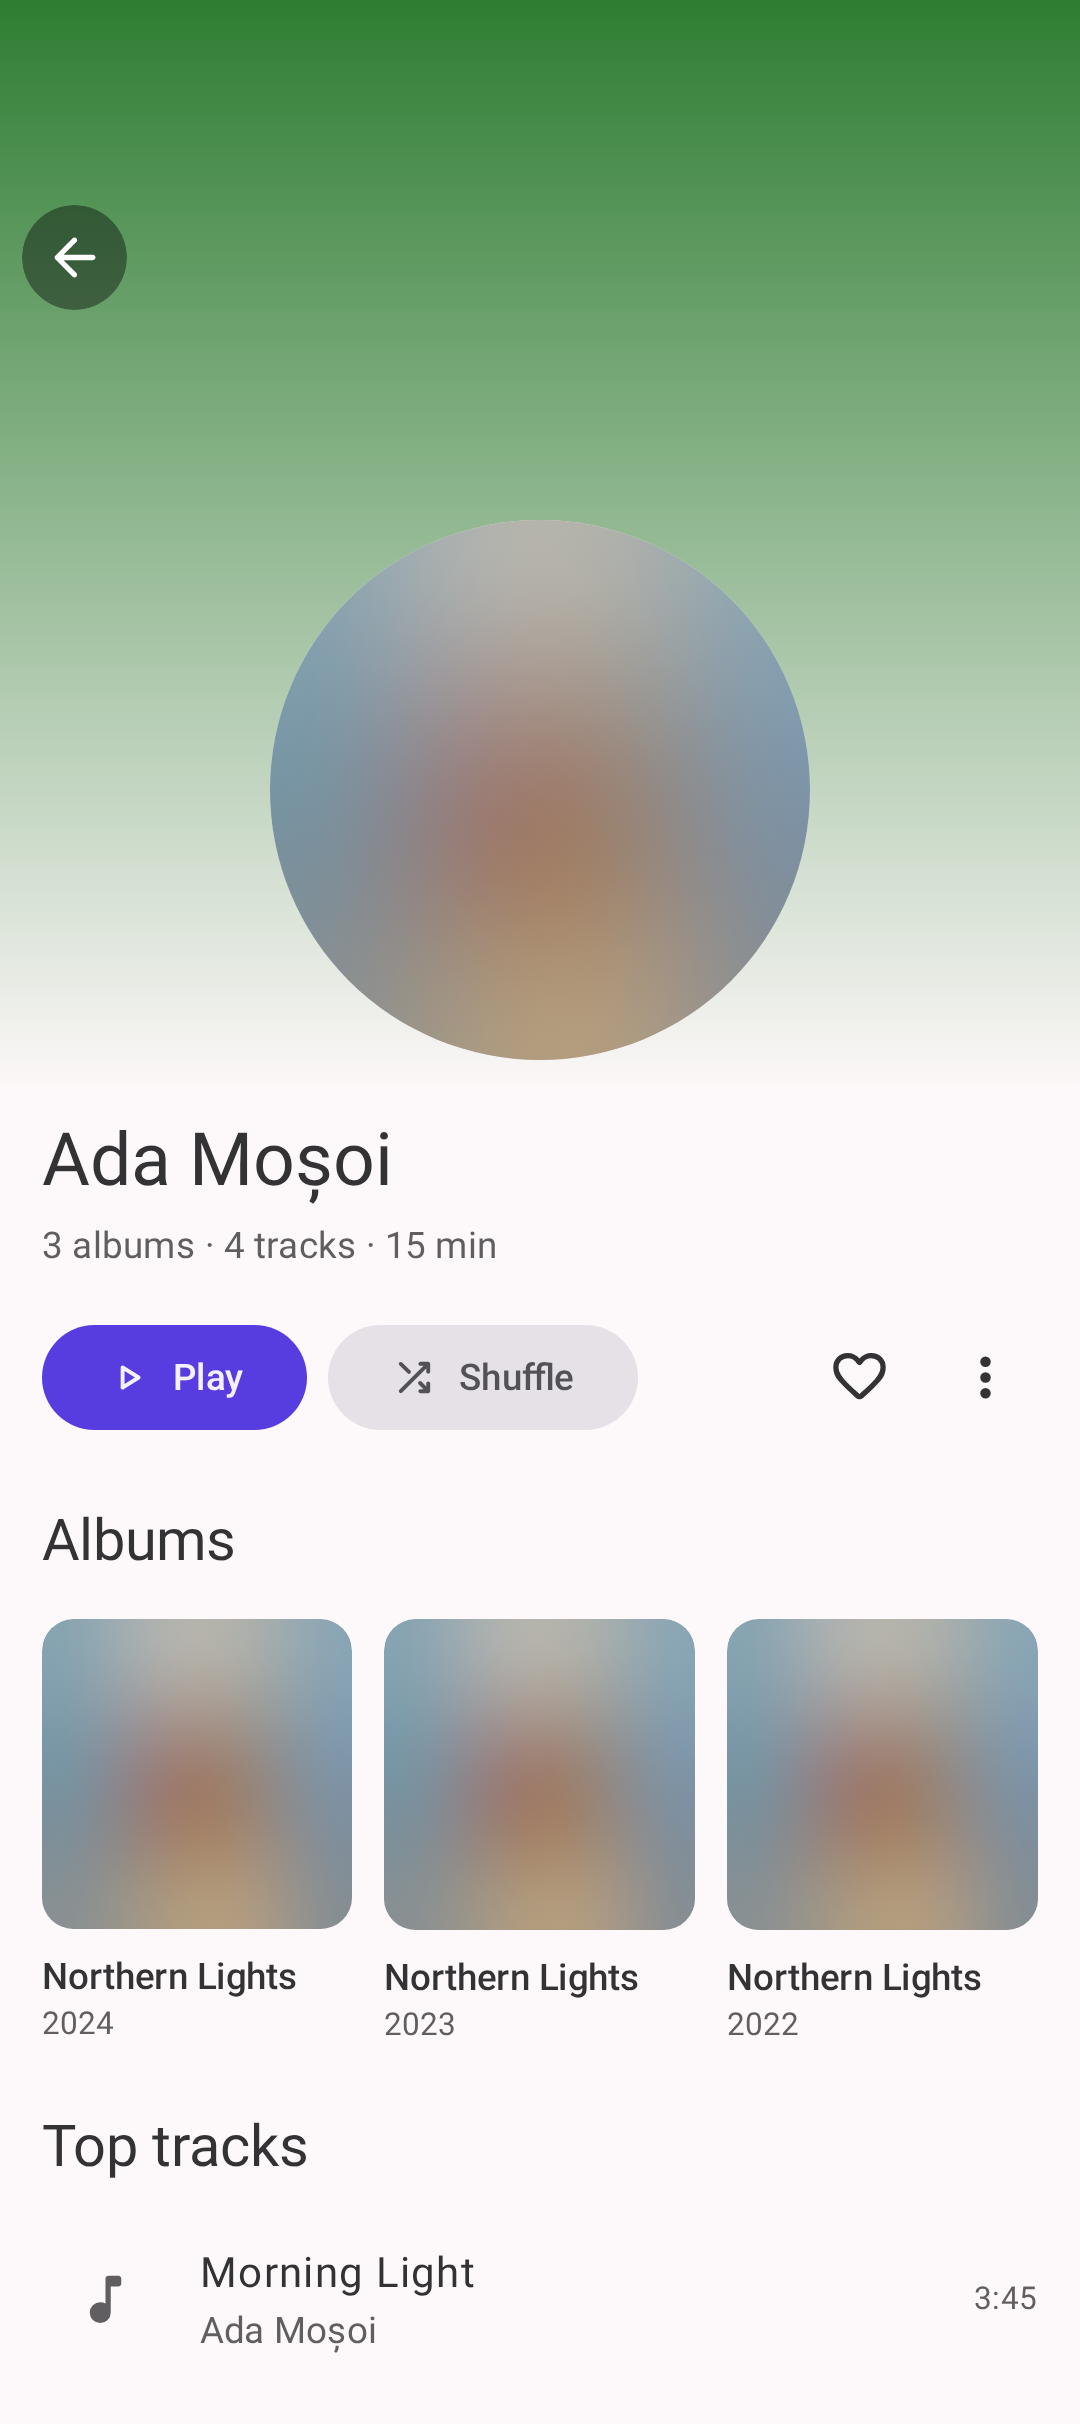 Ada Moșoi
3 albums · 4 tracks · 15 min
Play
Shuffle
Albums
Northern Lights
2024
Northern Lights
2023
Northern Lights
2022
Top tracks
Morning Light
Ada Moșoi
3:45